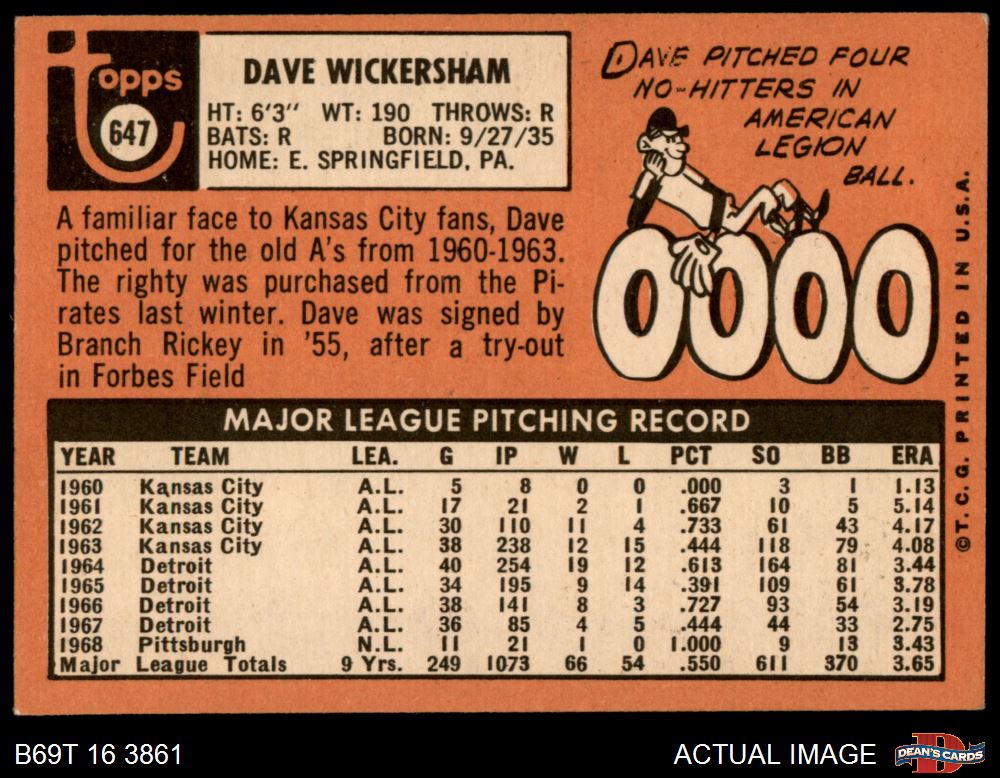 topps
647
DAVE WICKERSHAM
HT: 6'3" WT: 190 THROWS: R
BATS: R BORN: 9/27/35
HOME: E. SPRINGFIELD, PA.
A familiar face to Kansas City fans, Dave
pitched for the old A's from 1960-1963.
The righty was purchased from the Pi-
rates last winter. Dave was signed by
Branch Rickey in '55, after a try-out
in Forbes Field
DAVE PITCHED FOUR
NO-HITTERS IN
AMERICAN
LEGION
BALL.
0000
©T.C.G. PRINTED IN U.S.A.
MAJOR LEAGUE PITCHING RECORD
YEAR TEAM LEA. G IP W L PCT SO BB ERA
1960 Kansas City A.L. 5 8 0 0 .000 3 1 1.13
1961 Kansas City A.L. 17 21 2 1 .667 10 5 5.14
1962 Kansas City A.L. 30 110 11 4 .733 61 43 4.17
1963 Kansas City A.L. 38 238 12 15 .444 118 79 4.08
1964 Detroit A.L. 40 254 19 12 .613 164 81 3.44
1965 Detroit A.L. 34 195 9 14 .391 109 61 3.78
1966 Detroit A.L. 38 141 8 3 .727 93 54 3.19
1967 Detroit A.L. 36 85 4 5 .444 44 33 2.75
1968 Pittsburgh N.L. 11 21 1 0 1.000 9 13 3.43
Major League Totals 9 Yrs. 249 1073 66 54 .550 611 370 3.65
B69T 16 3861
ACTUAL IMAGE
DEAN'S CARDS